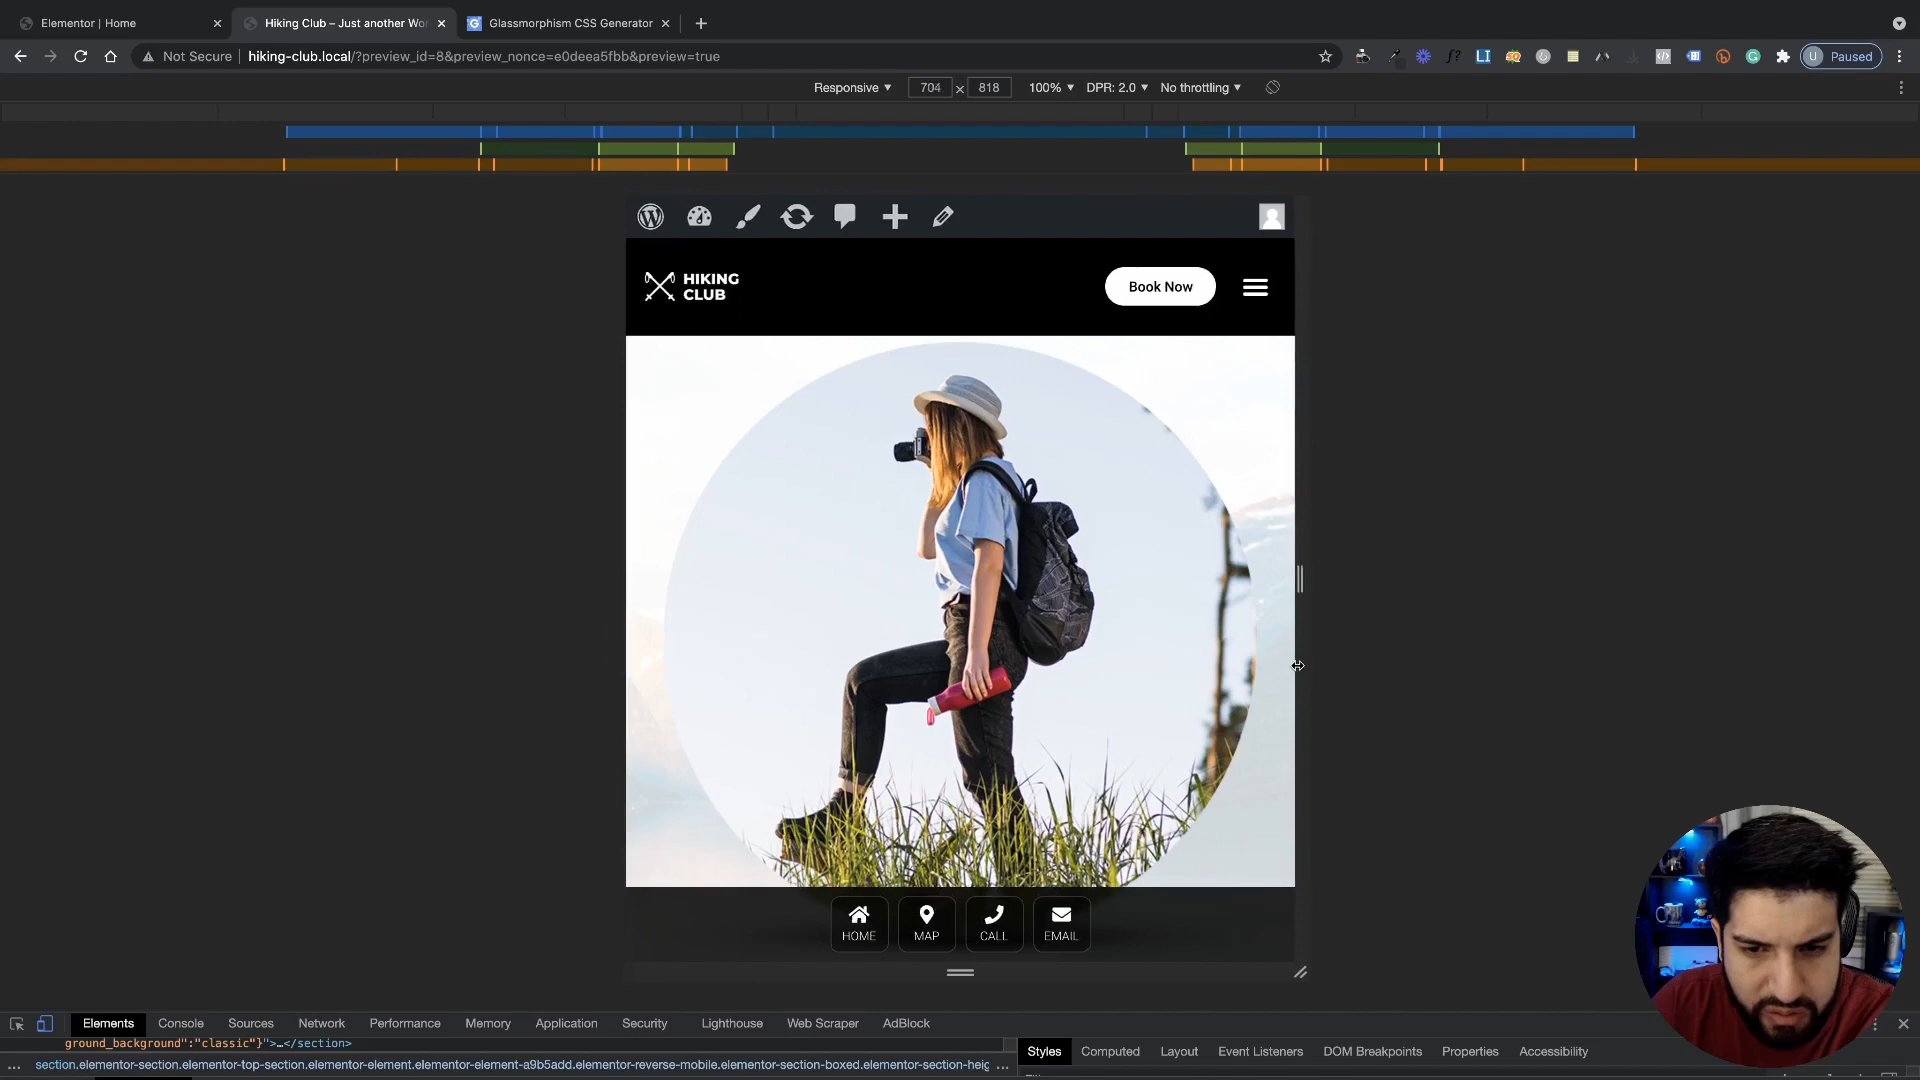 Elementor | Home
Hiking Club – Just another Wor
Glassmorphism CSS Generator
Not Secure
hiking-club.local/?preview_id=8&preview_nonce=e0deea5fbb&preview=true
Paused
Responsive
704 × 818
100%
DPR: 2.0
No throttling
HIKING
CLUB
Book Now
HOME
MAP
CALL
EMAIL
Elements
Console
Sources
Network
Performance
Memory
Application
Security
Lighthouse
Web Scraper
AdBlock
ground_background":"classic"}">…</section>
Styles
Computed
Layout
Event Listeners
DOM Breakpoints
Properties
Accessibility
… section.elementor-section.elementor-top-section.elementor-element.elementor-element-a9b5add.elementor-reverse-mobile.elementor-section-boxed.elementor-section-heig …